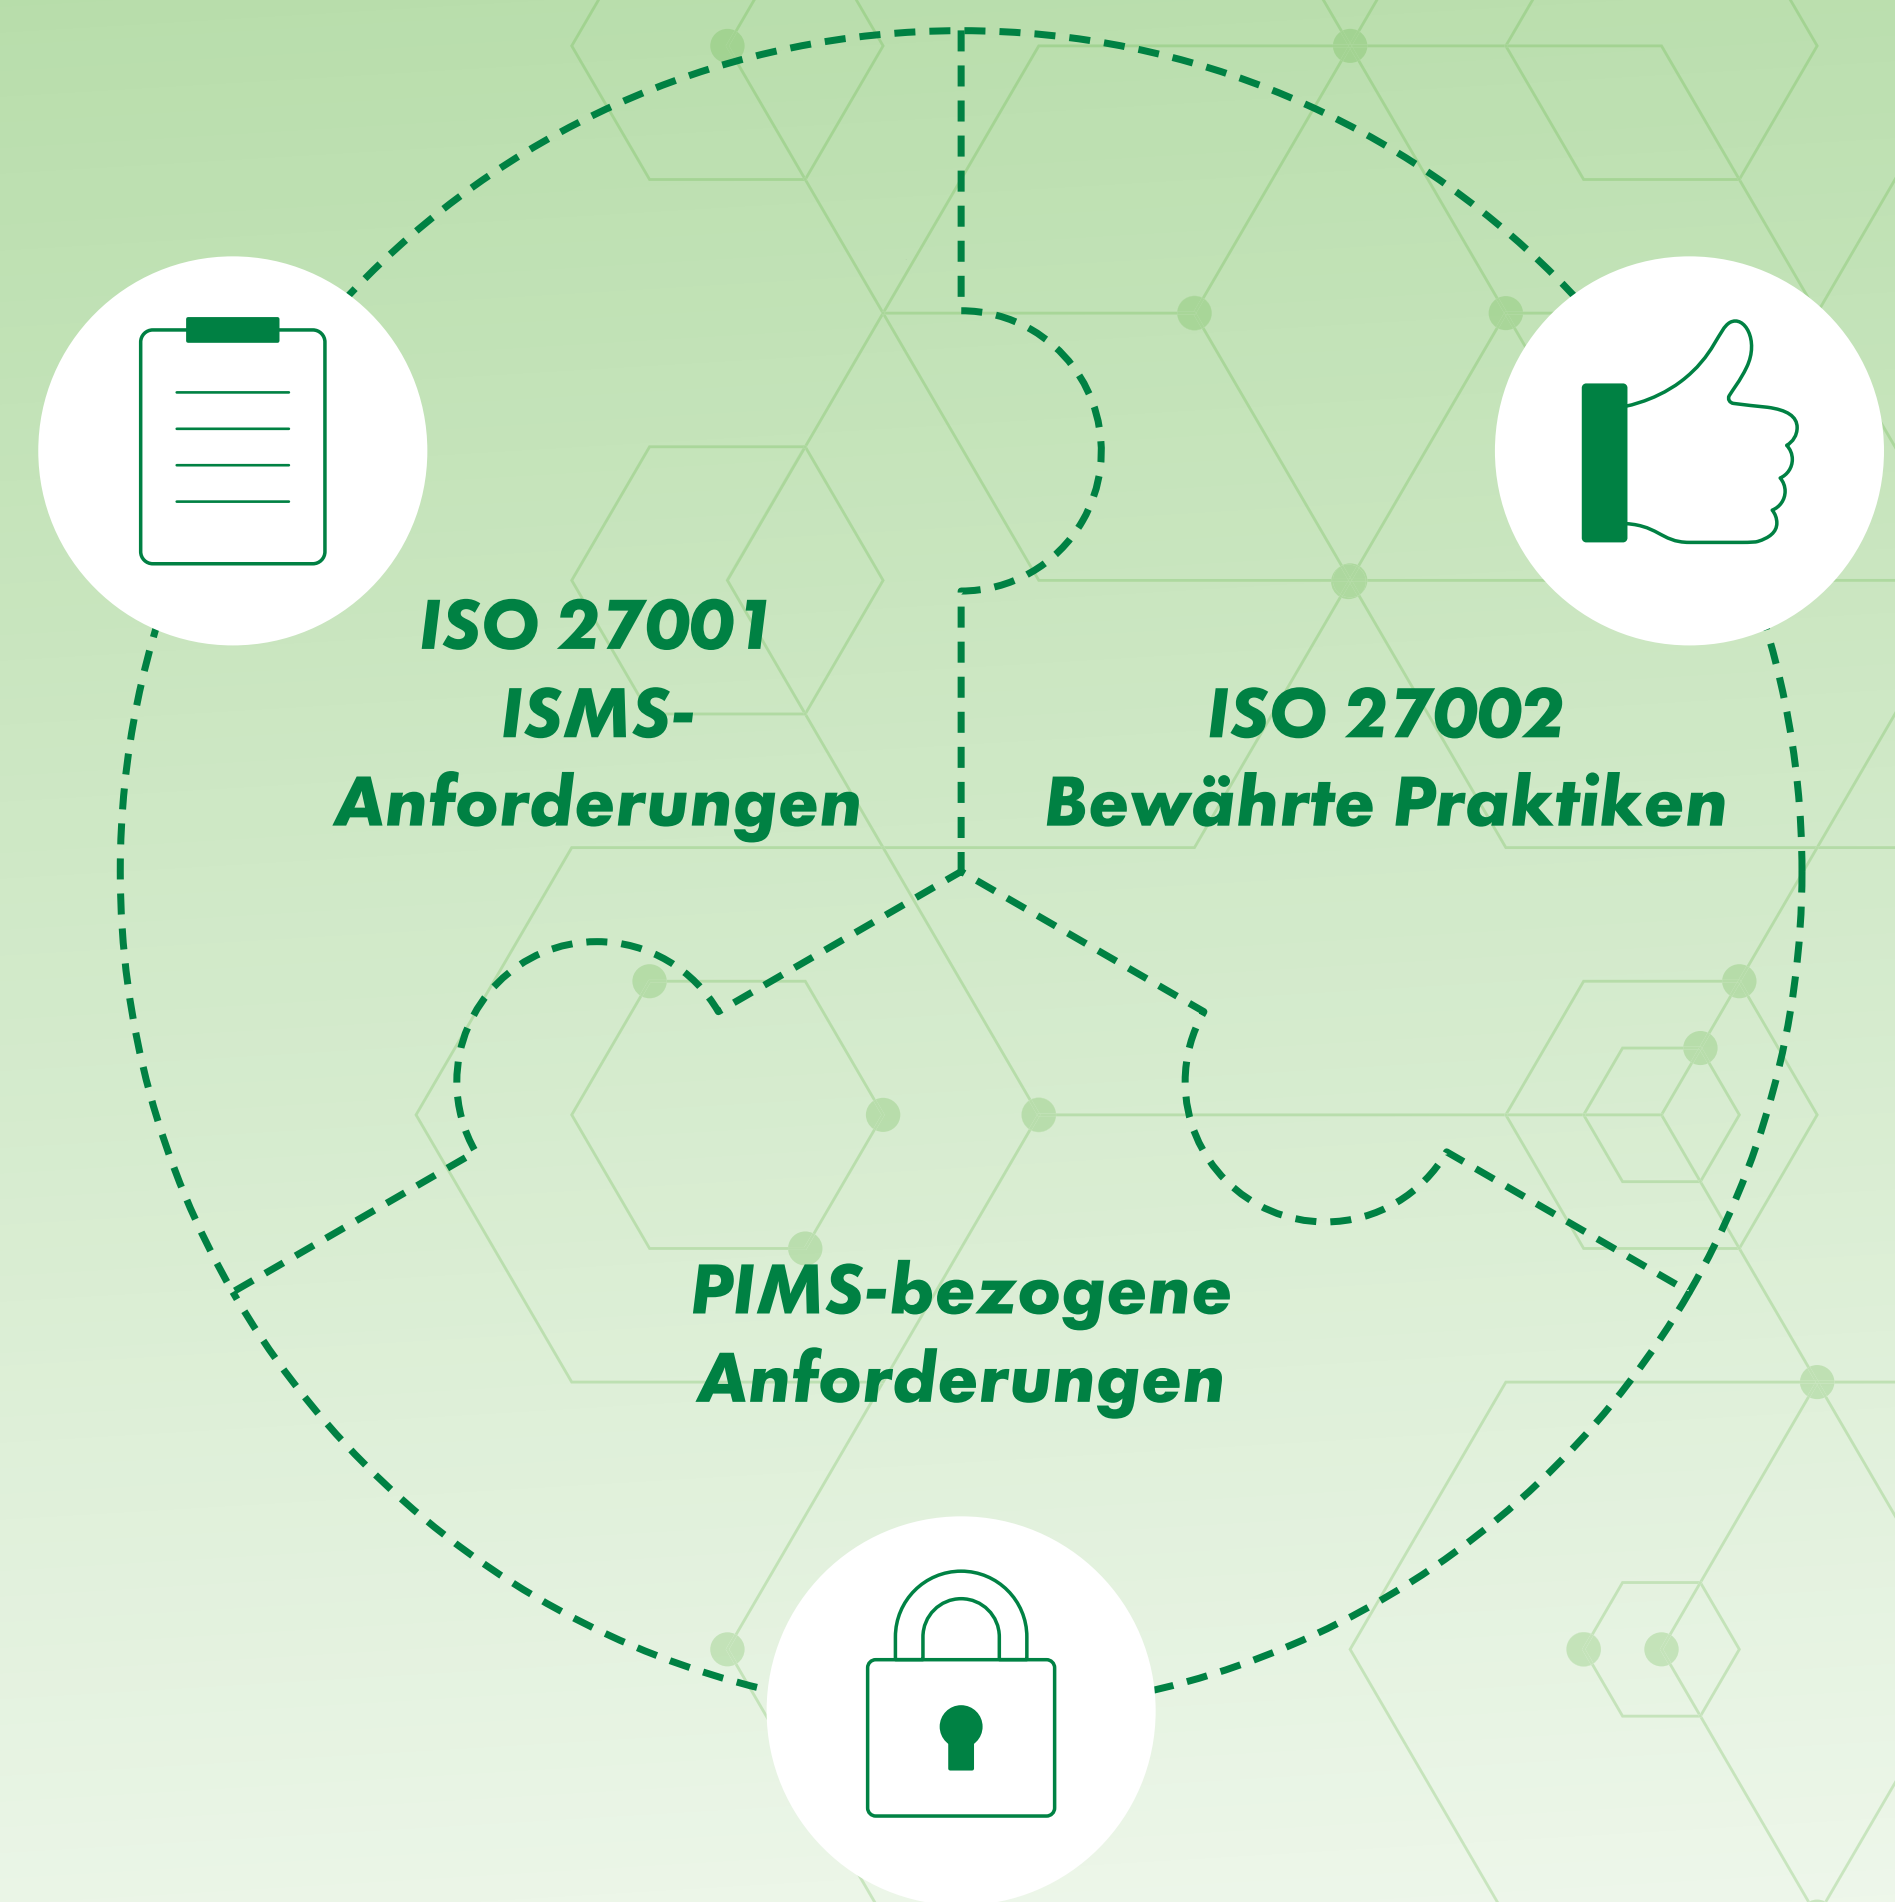 ISO 27001
ISMS-
Anforderungen
ISO 27002
Bewährte Praktiken
PIMS-bezogene
Anforderungen